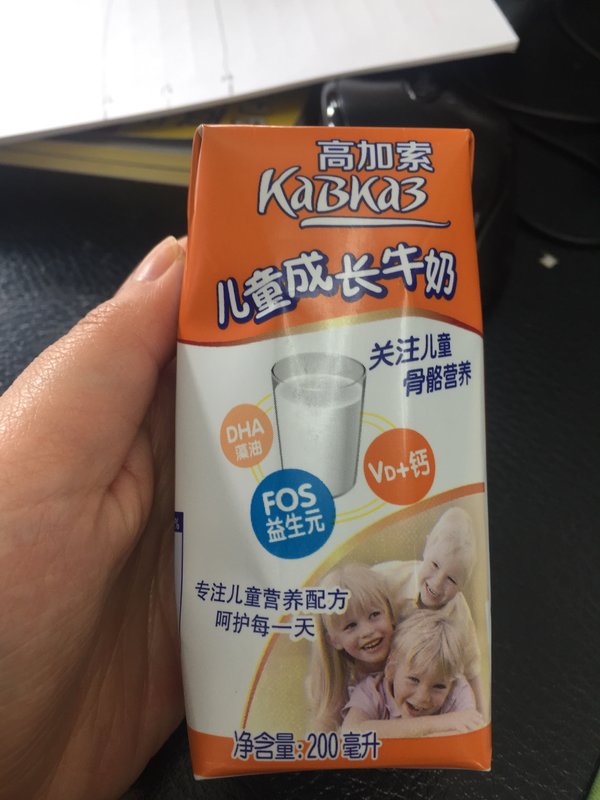 高加索
КавКаз
儿童成长牛奶
关注儿童
骨骼营养
DHA
藻油
VD+钙
FOS
益生元
专注儿童营养配方
呵护每一天
净含量:200毫升
%